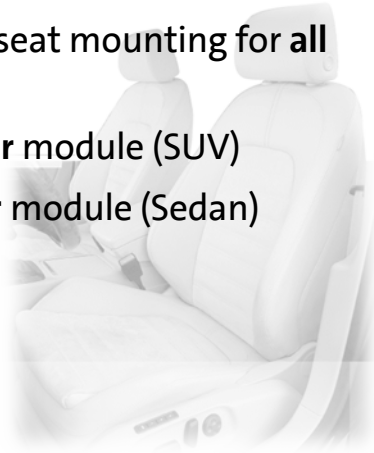 seat mounting for all
r module (SUV)
r module (Sedan)